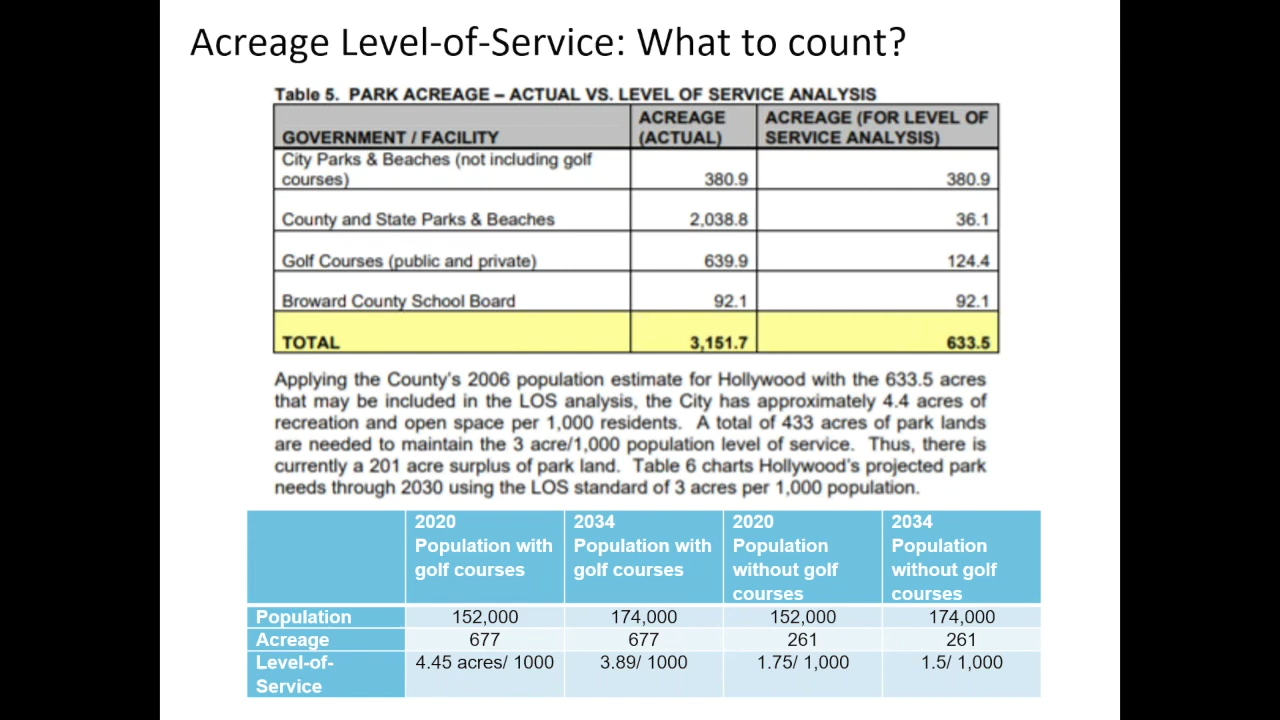 Acreage Level-of-Service: What to count?
Table 5. PARK ACREAGE – ACTUAL VS. LEVEL OF SERVICE ANALYSIS
GOVERNMENT / FACILITY ACREAGE (ACTUAL) ACREAGE (FOR LEVEL OF SERVICE ANALYSIS)
City Parks & Beaches (not including golf courses) 380.9 380.9
County and State Parks & Beaches 2,038.8 36.1
Golf Courses (public and private) 639.9 124.4
Broward County School Board 92.1 92.1
TOTAL 3,151.7 633.5
Applying the County's 2006 population estimate for Hollywood with the 633.5 acres
that may be included in the LOS analysis, the City has approximately 4.4 acres of
recreation and open space per 1,000 residents. A total of 433 acres of park lands
are needed to maintain the 3 acre/1,000 population level of service. Thus, there is
currently a 201 acre surplus of park land. Table 6 charts Hollywood's projected park
needs through 2030 using the LOS standard of 3 acres per 1,000 population.
2020 Population with golf courses 2034 Population with golf courses 2020 Population without golf courses 2034 Population without golf courses
Population 152,000 174,000 152,000 174,000
Acreage 677 677 261 261
Level-of-Service 4.45 acres/ 1000 3.89/ 1000 1.75/ 1,000 1.5/ 1,000